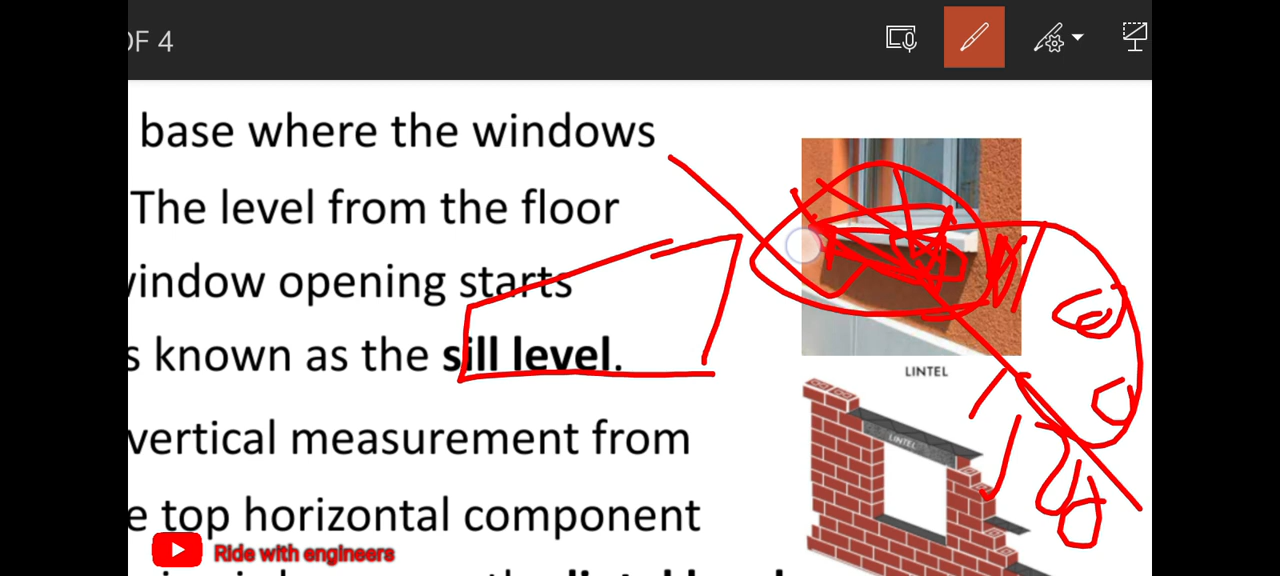 OF 4
base where the windows
The level from the floor
window opening starts
s known as the sill level.
vertical measurement from
e top horizontal component
Ride with engineers
LINTEL
LINTEL